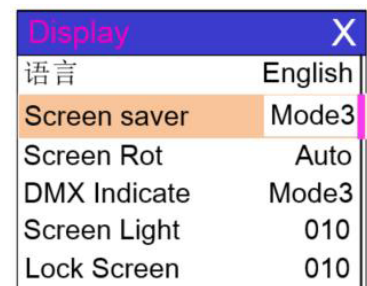 Display X
语言 English
Screen saver Mode3
Screen Rot Auto
DMX Indicate Mode3
Screen Light 010
Lock Screen 010